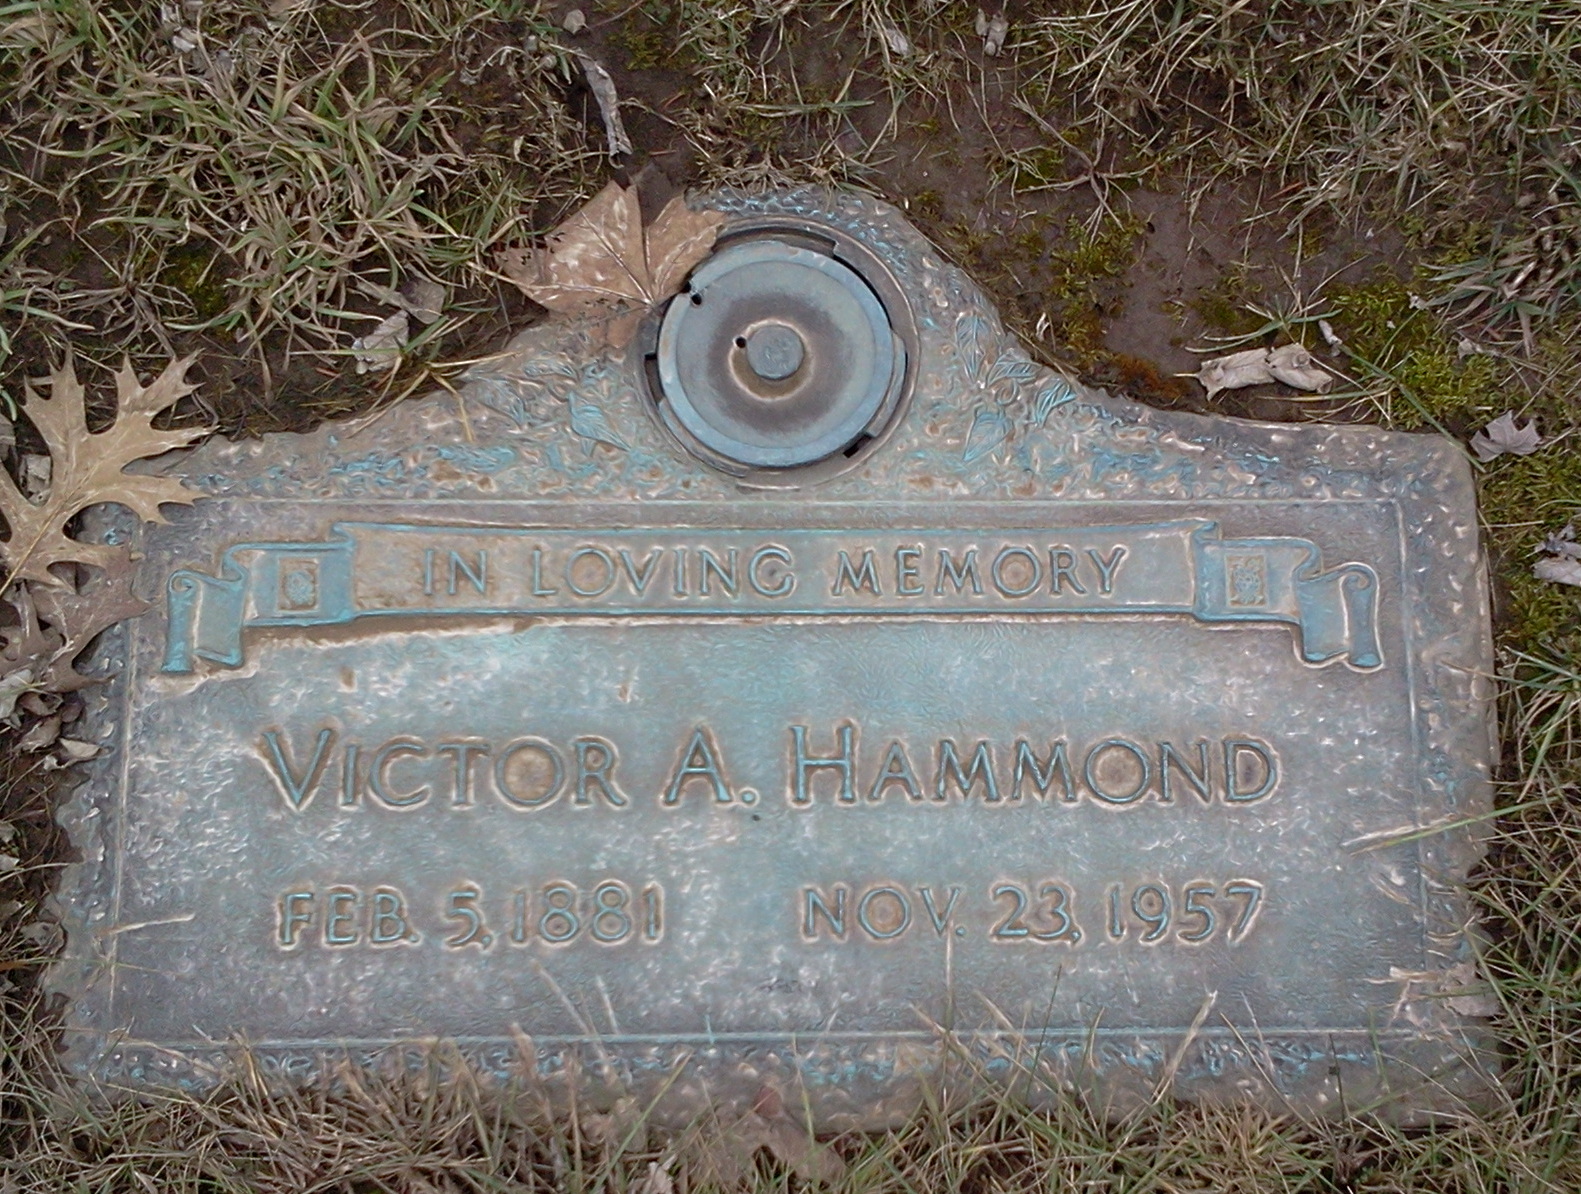 IN LOVING MEMORY
VICTOR A. HAMMOND
FEB. 5, 1881 NOV. 23, 1957